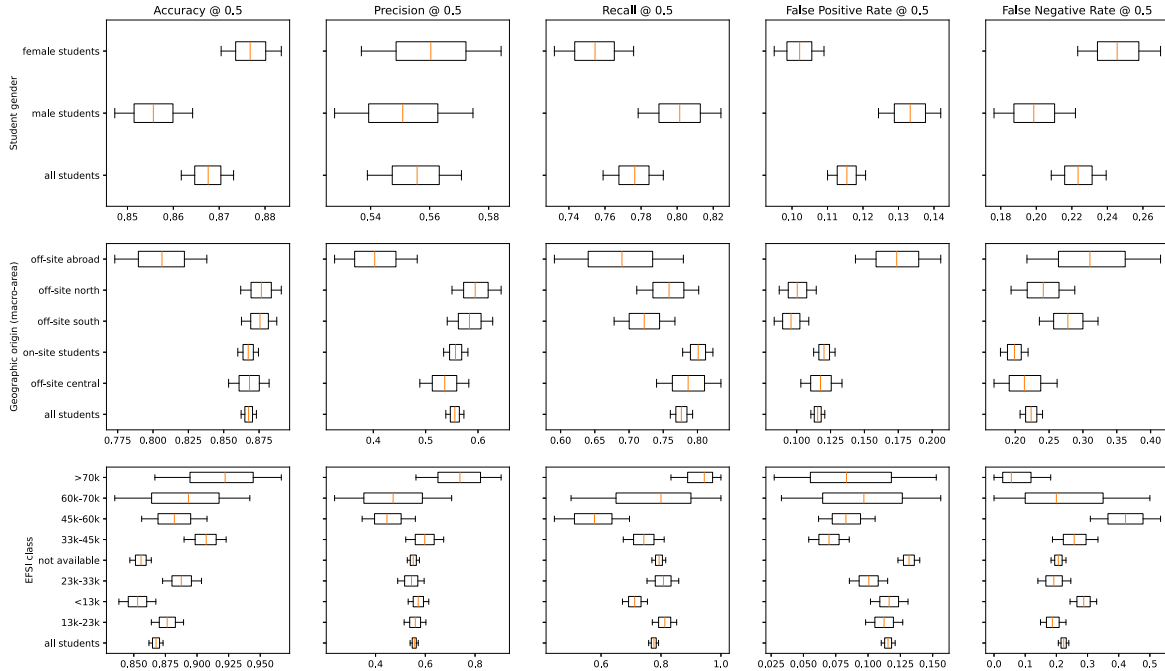 Accuracy @ 0.5 Precision @ 0.5 Recall @ 0.5 False Positive Rate @ 0.5 False Negative Rate @ 0.5
Student gender
female students
male students
all students
0.85 0.86 0.87 0.88 0.54 0.56 0.58 0.74 0.76 0.78 0.80 0.82 0.10 0.11 0.12 0.13 0.14 0.18 0.20 0.22 0.24 0.26
Geographic origin (macro-area)
off-site abroad
off-site north
off-site south
on-site students
off-site central
all students
0.775 0.800 0.825 0.850 0.875 0.4 0.5 0.6 0.60 0.65 0.70 0.75 0.80 0.100 0.125 0.150 0.175 0.200 0.20 0.25 0.30 0.35 0.40
EFSI class
>70k
60k-70k
45k-60k
33k-45k
not available
23k-33k
<13k
13k-23k
all students
0.850 0.875 0.900 0.925 0.950 0.4 0.6 0.8 0.6 0.8 1.0 0.025 0.050 0.075 0.100 0.125 0.150 0.0 0.1 0.2 0.3 0.4 0.5